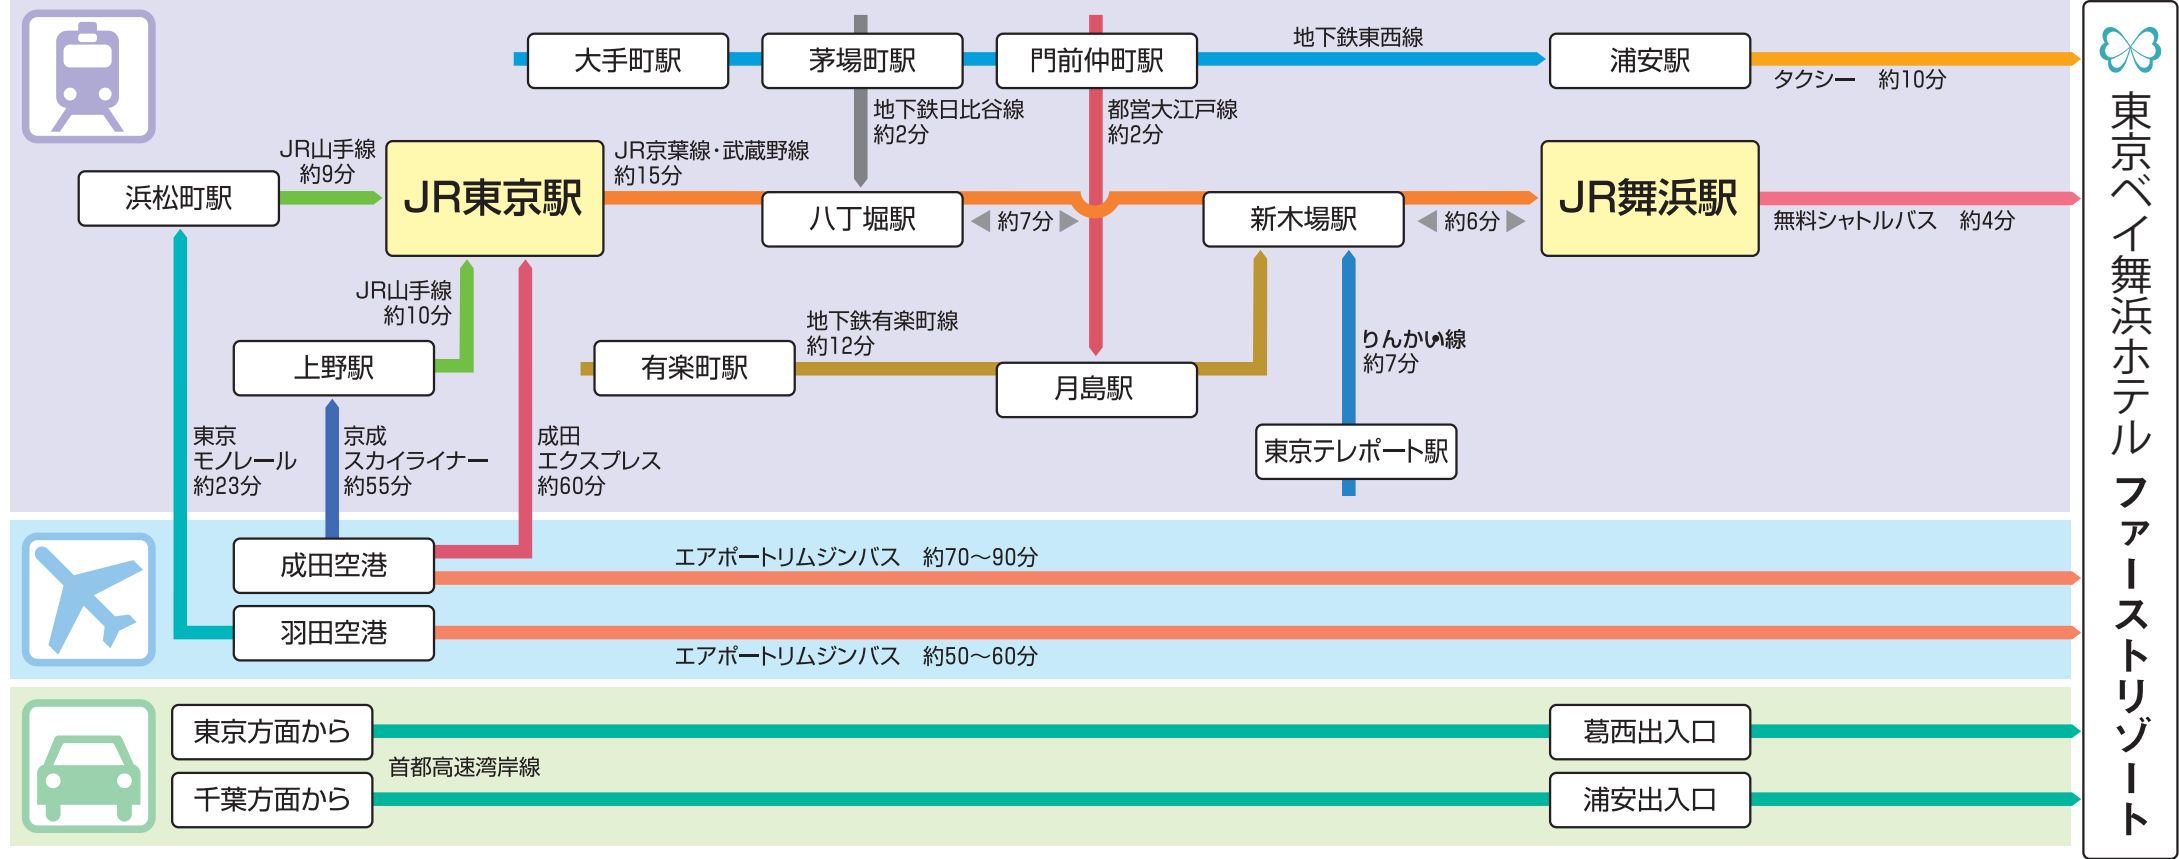 大手町駅
茅場町駅
門前仲町駅
地下鉄東西線
浦安駅
タクシー　約10分
地下鉄日比谷線
約2分
都営大江戸線
約2分
浜松町駅
JR山手線
約9分
JR東京駅
JR京葉線・武蔵野線
約15分
八丁堀駅
約7分
新木場駅
約6分
JR舞浜駅
無料シャトルバス　約4分
JR山手線
約10分
上野駅
有楽町駅
地下鉄有楽町線
約12分
月島駅
りんかい線
約7分
東京テレポート駅
東京
モノレール
約23分
京成
スカイライナー
約55分
成田
エクスプレス
約60分
成田空港
エアポートリムジンバス　約70～90分
羽田空港
エアポートリムジンバス　約50～60分
東京方面から
葛西出入口
首都高速湾岸線
千葉方面から
浦安出入口
東京ベイ舞浜ホテル ファーストリゾート